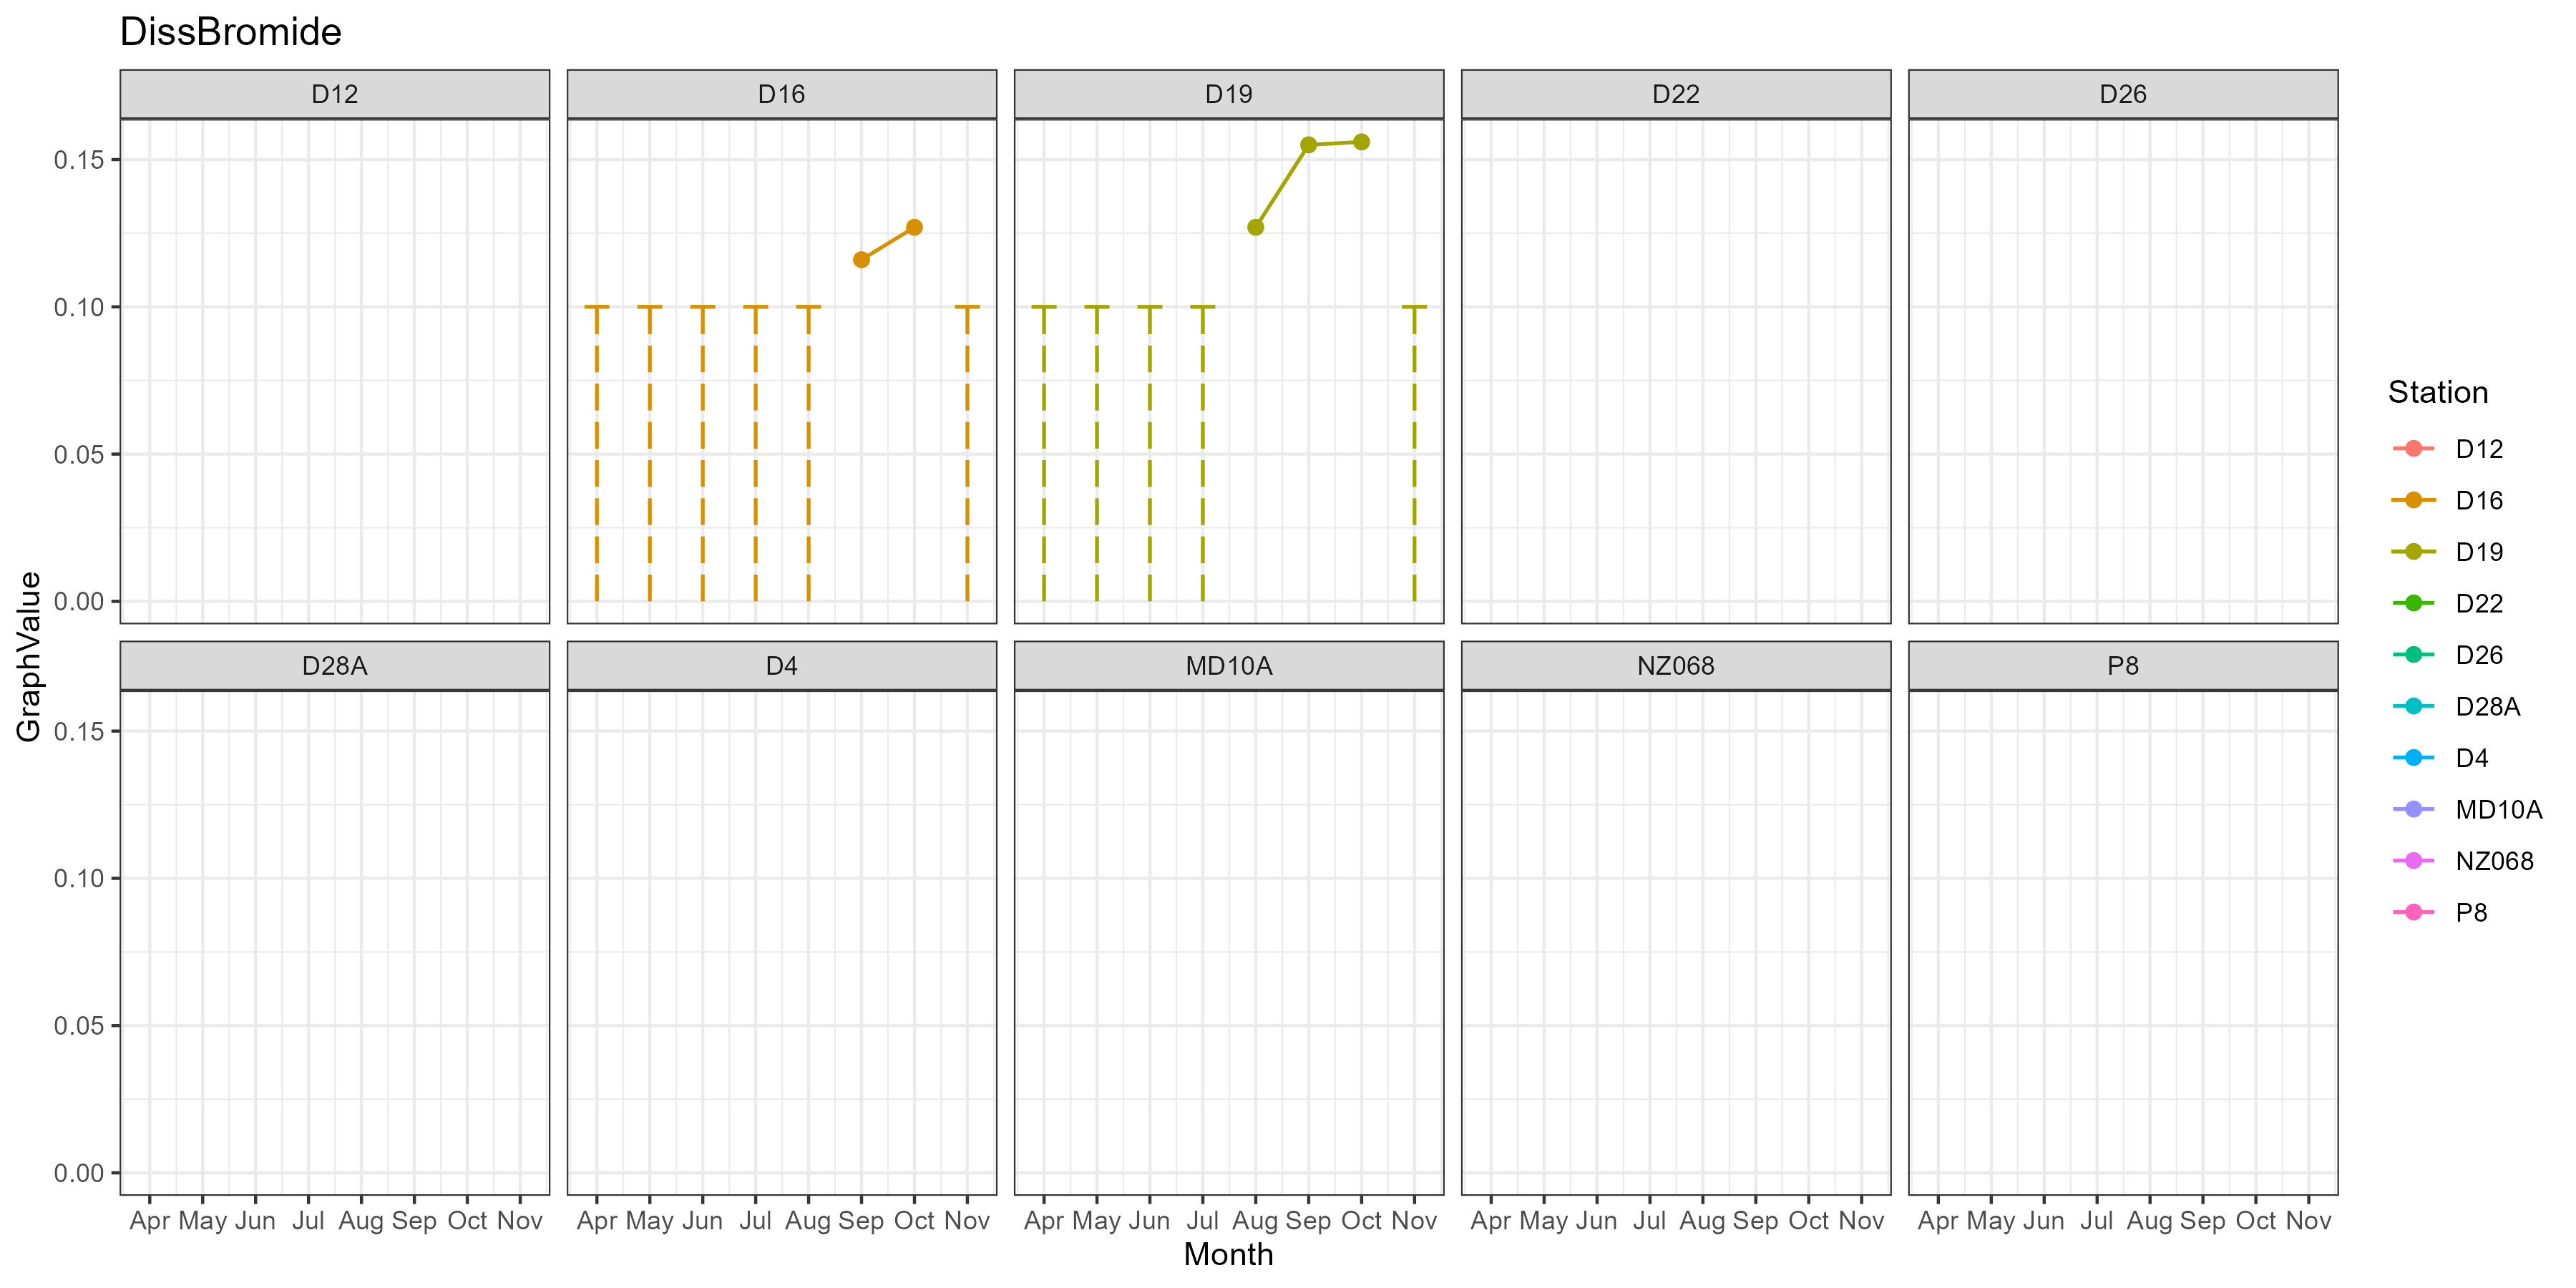 DissBromide
D12 D16 D19 D22 D26
0.15
0.10
0.05
0.00
D28A D4 MD10A NZ068 P8
0.15
0.10
0.05
0.00
Apr May Jun Jul Aug Sep Oct Nov Apr May Jun Jul Aug Sep Oct Nov Apr May Jun Jul Aug Sep Oct Nov Apr May Jun Jul Aug Sep Oct Nov Apr May Jun Jul Aug Sep Oct Nov
Month
GraphValue
Station
D12
D16
D19
D22
D26
D28A
D4
MD10A
NZ068
P8